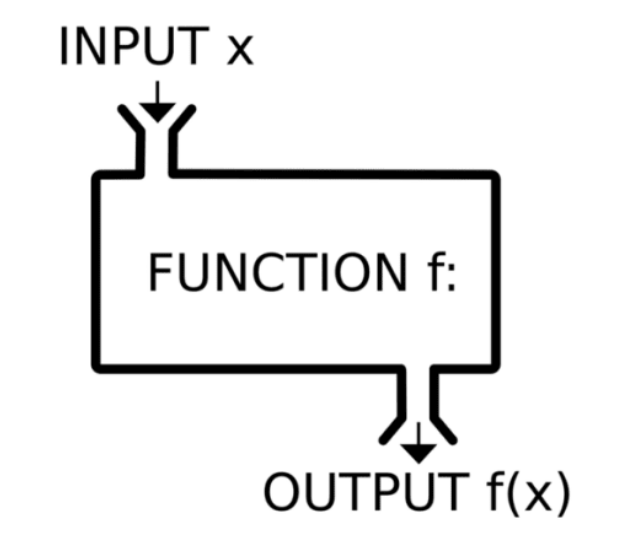 INPUT x
FUNCTION f:
OUTPUT f(x)